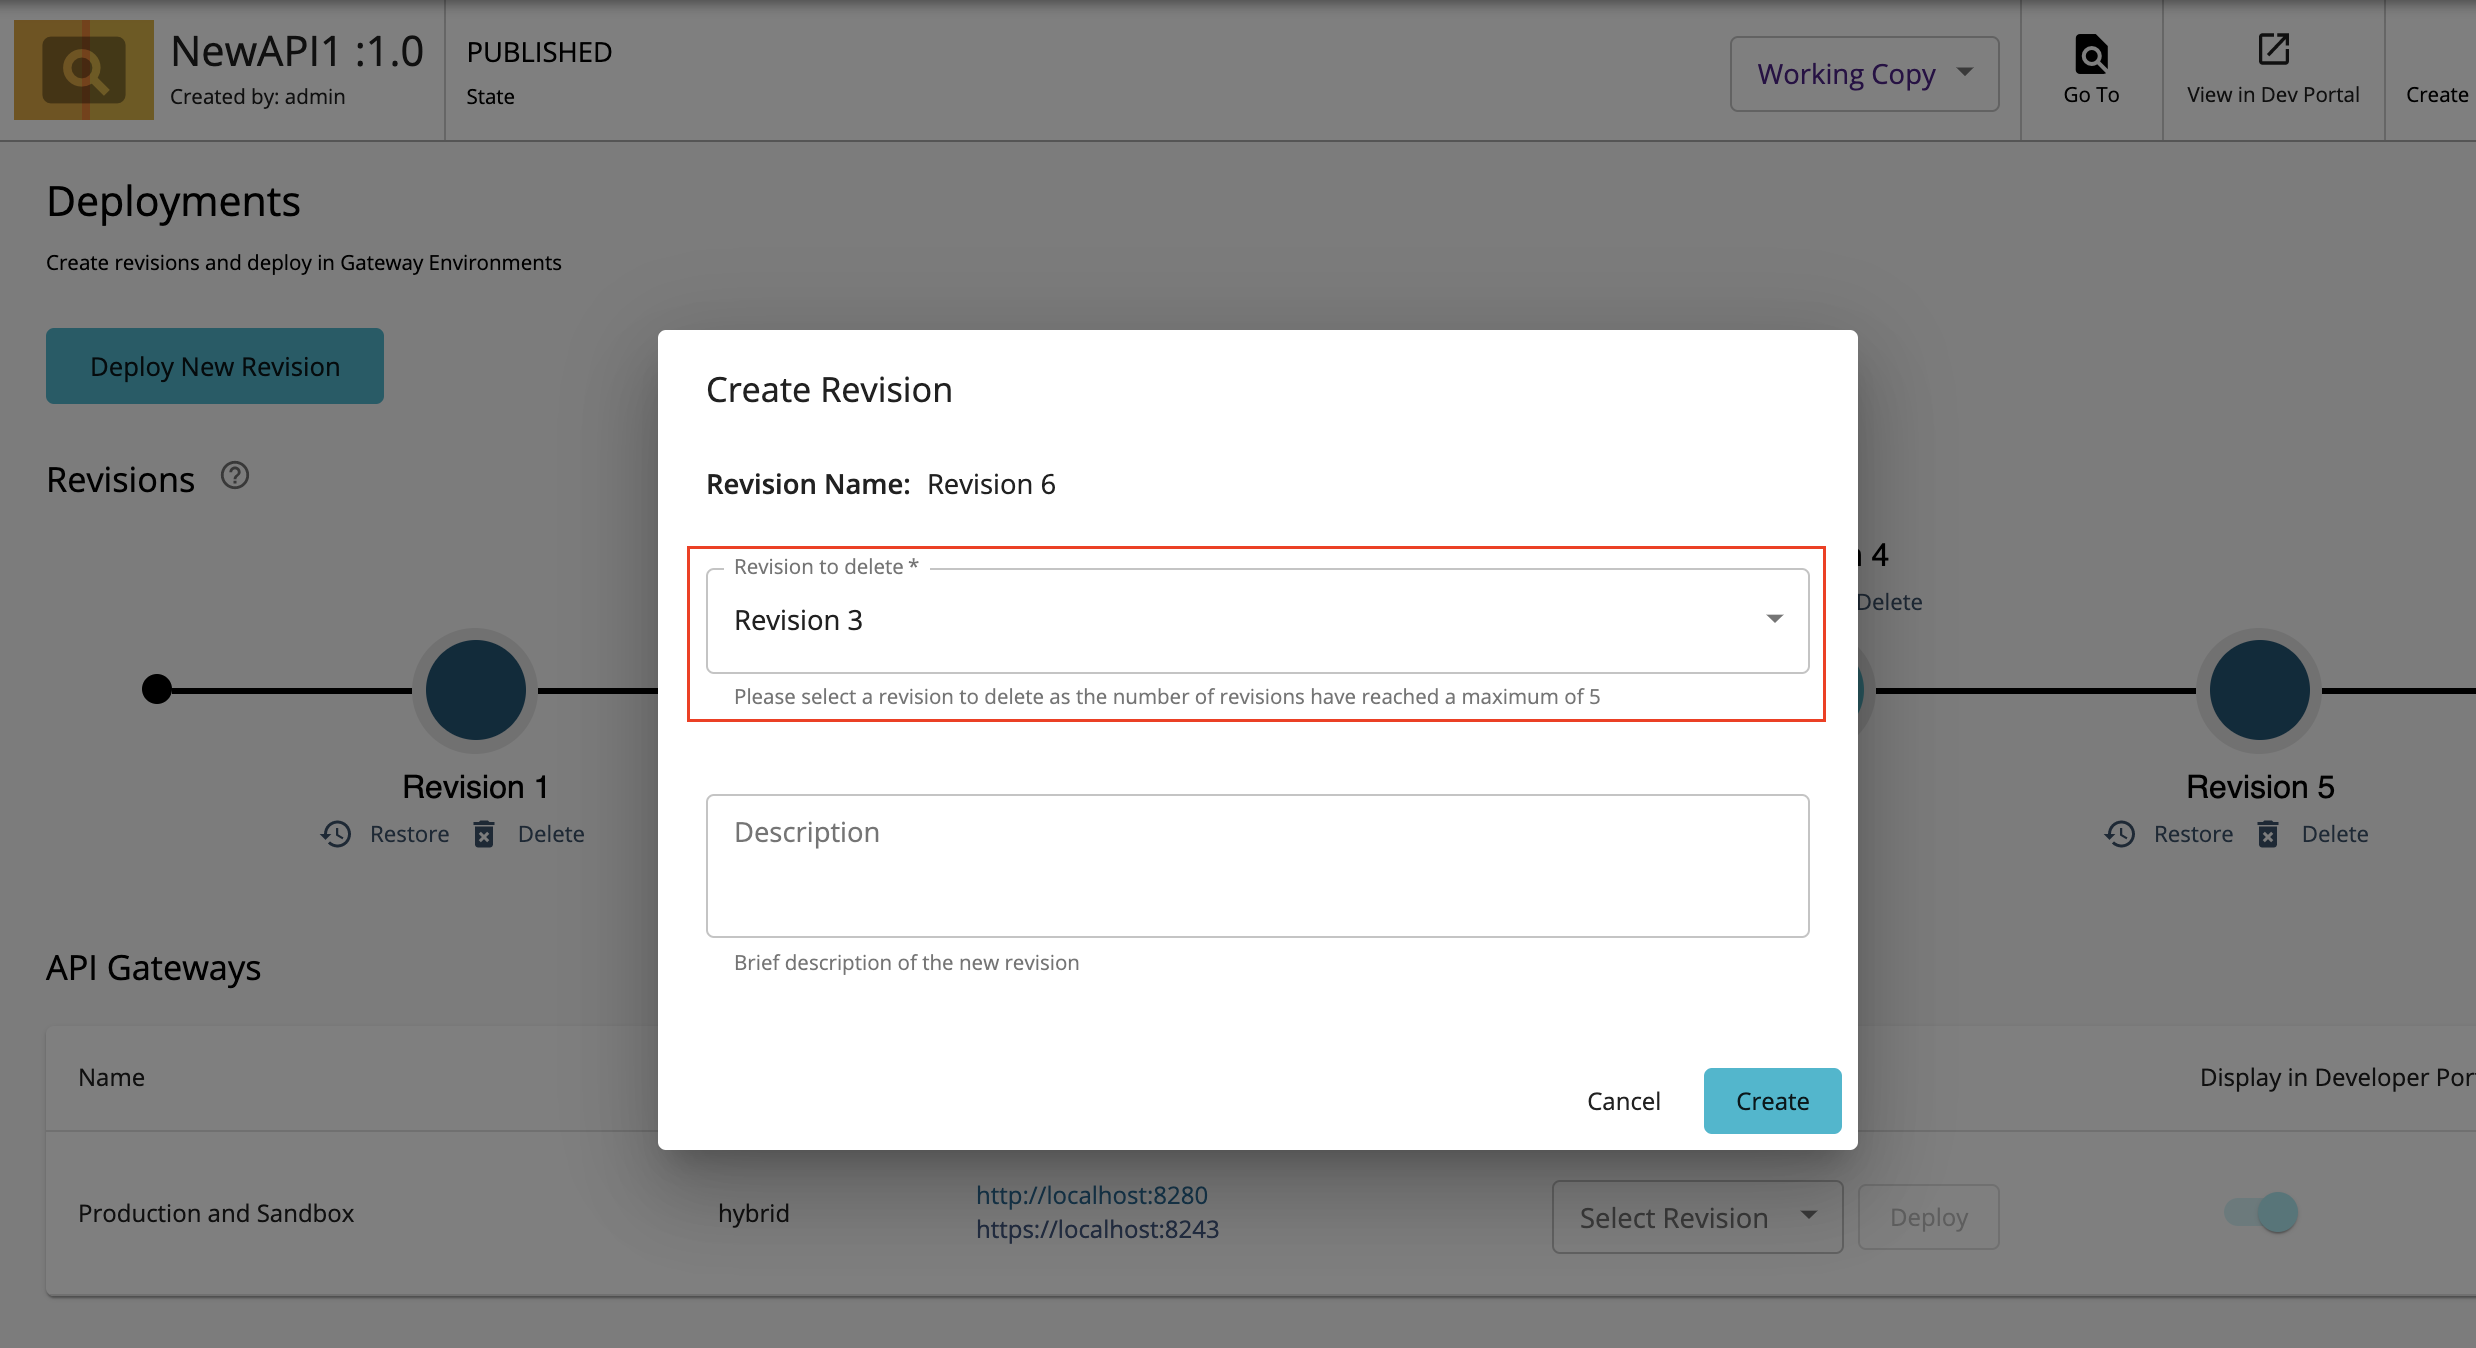 NewAPI1 :1.0
Created by: admin
PUBLISHED
State
Working Copy
Go To
View in Dev Portal
Create
Deployments
Create revisions and deploy in Gateway Environments
Deploy New Revision
Revisions
Create Revision
Revision Name: Revision 6
Revision to delete *
Revision 3
Please select a revision to delete as the number of revisions have reached a maximum of 5
4
Delete
Revision 1
Restore
Delete
Revision 5
Restore
Delete
Description
Brief description of the new revision
Cancel
Create
API Gateways
Name
Display in Developer
Production and Sandbox
hybrid
http://localhost:8280
https://localhost:8243
Select Revision
Deploy